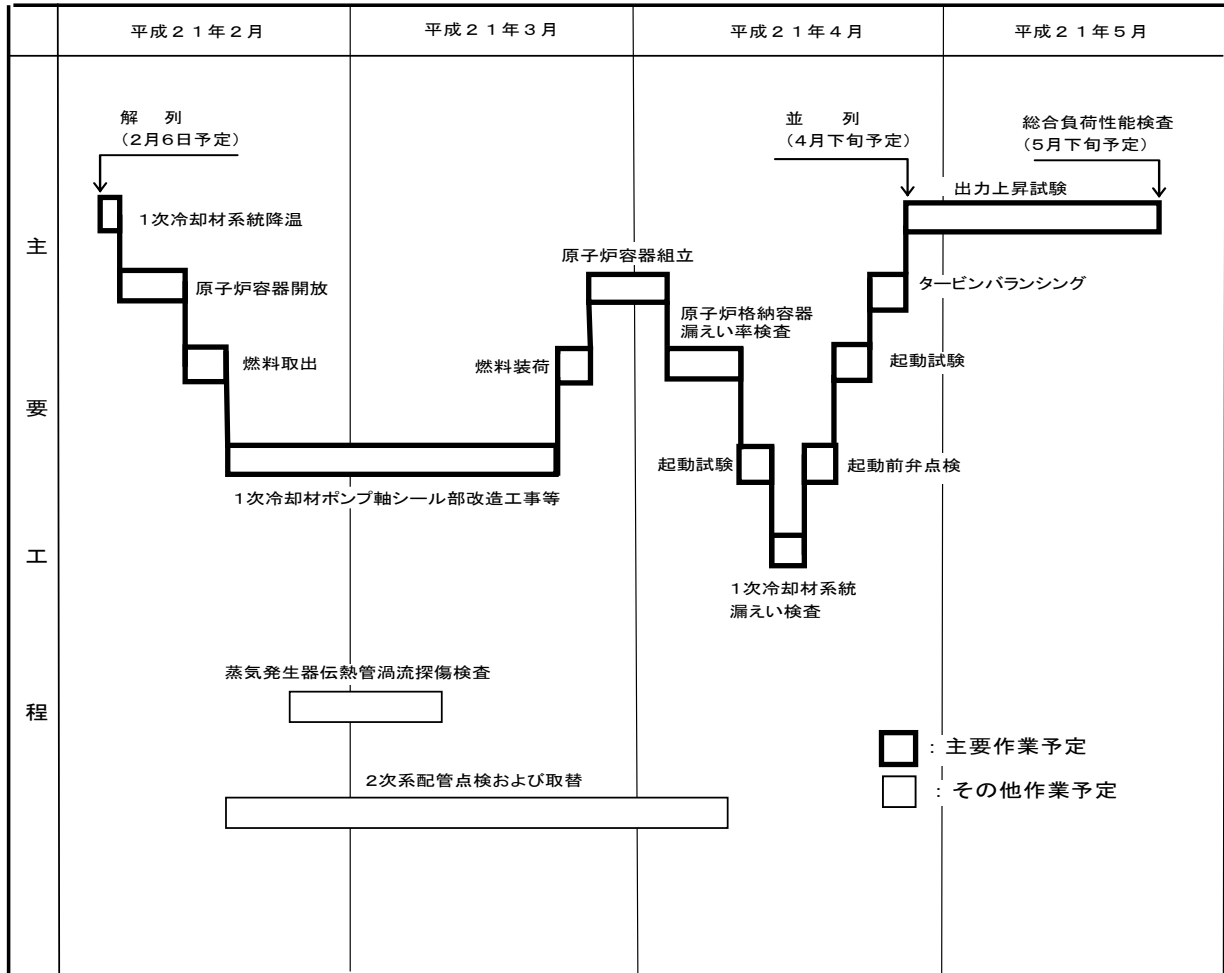 平成２１年２月
平成２１年３月
平成２１年４月
平成２１年５月
主
要
工
程
解　列
(２月６日予定)
並　列
(４月下旬予定)
総合負荷性能検査
(５月下旬予定)
出力上昇試験
１次冷却材系統降温
原子炉容器組立
原子炉容器開放
タービンバランシング
原子炉格納容器
漏えい率検査
燃料取出
燃料装荷
起動試験
起動試験
起動前弁点検
１次冷却材ポンプ軸シール部改造工事等
１次冷却材系統
漏えい検査
蒸気発生器伝熱管渦流探傷検査
２次系配管点検および取替
：主要作業予定
：その他作業予定